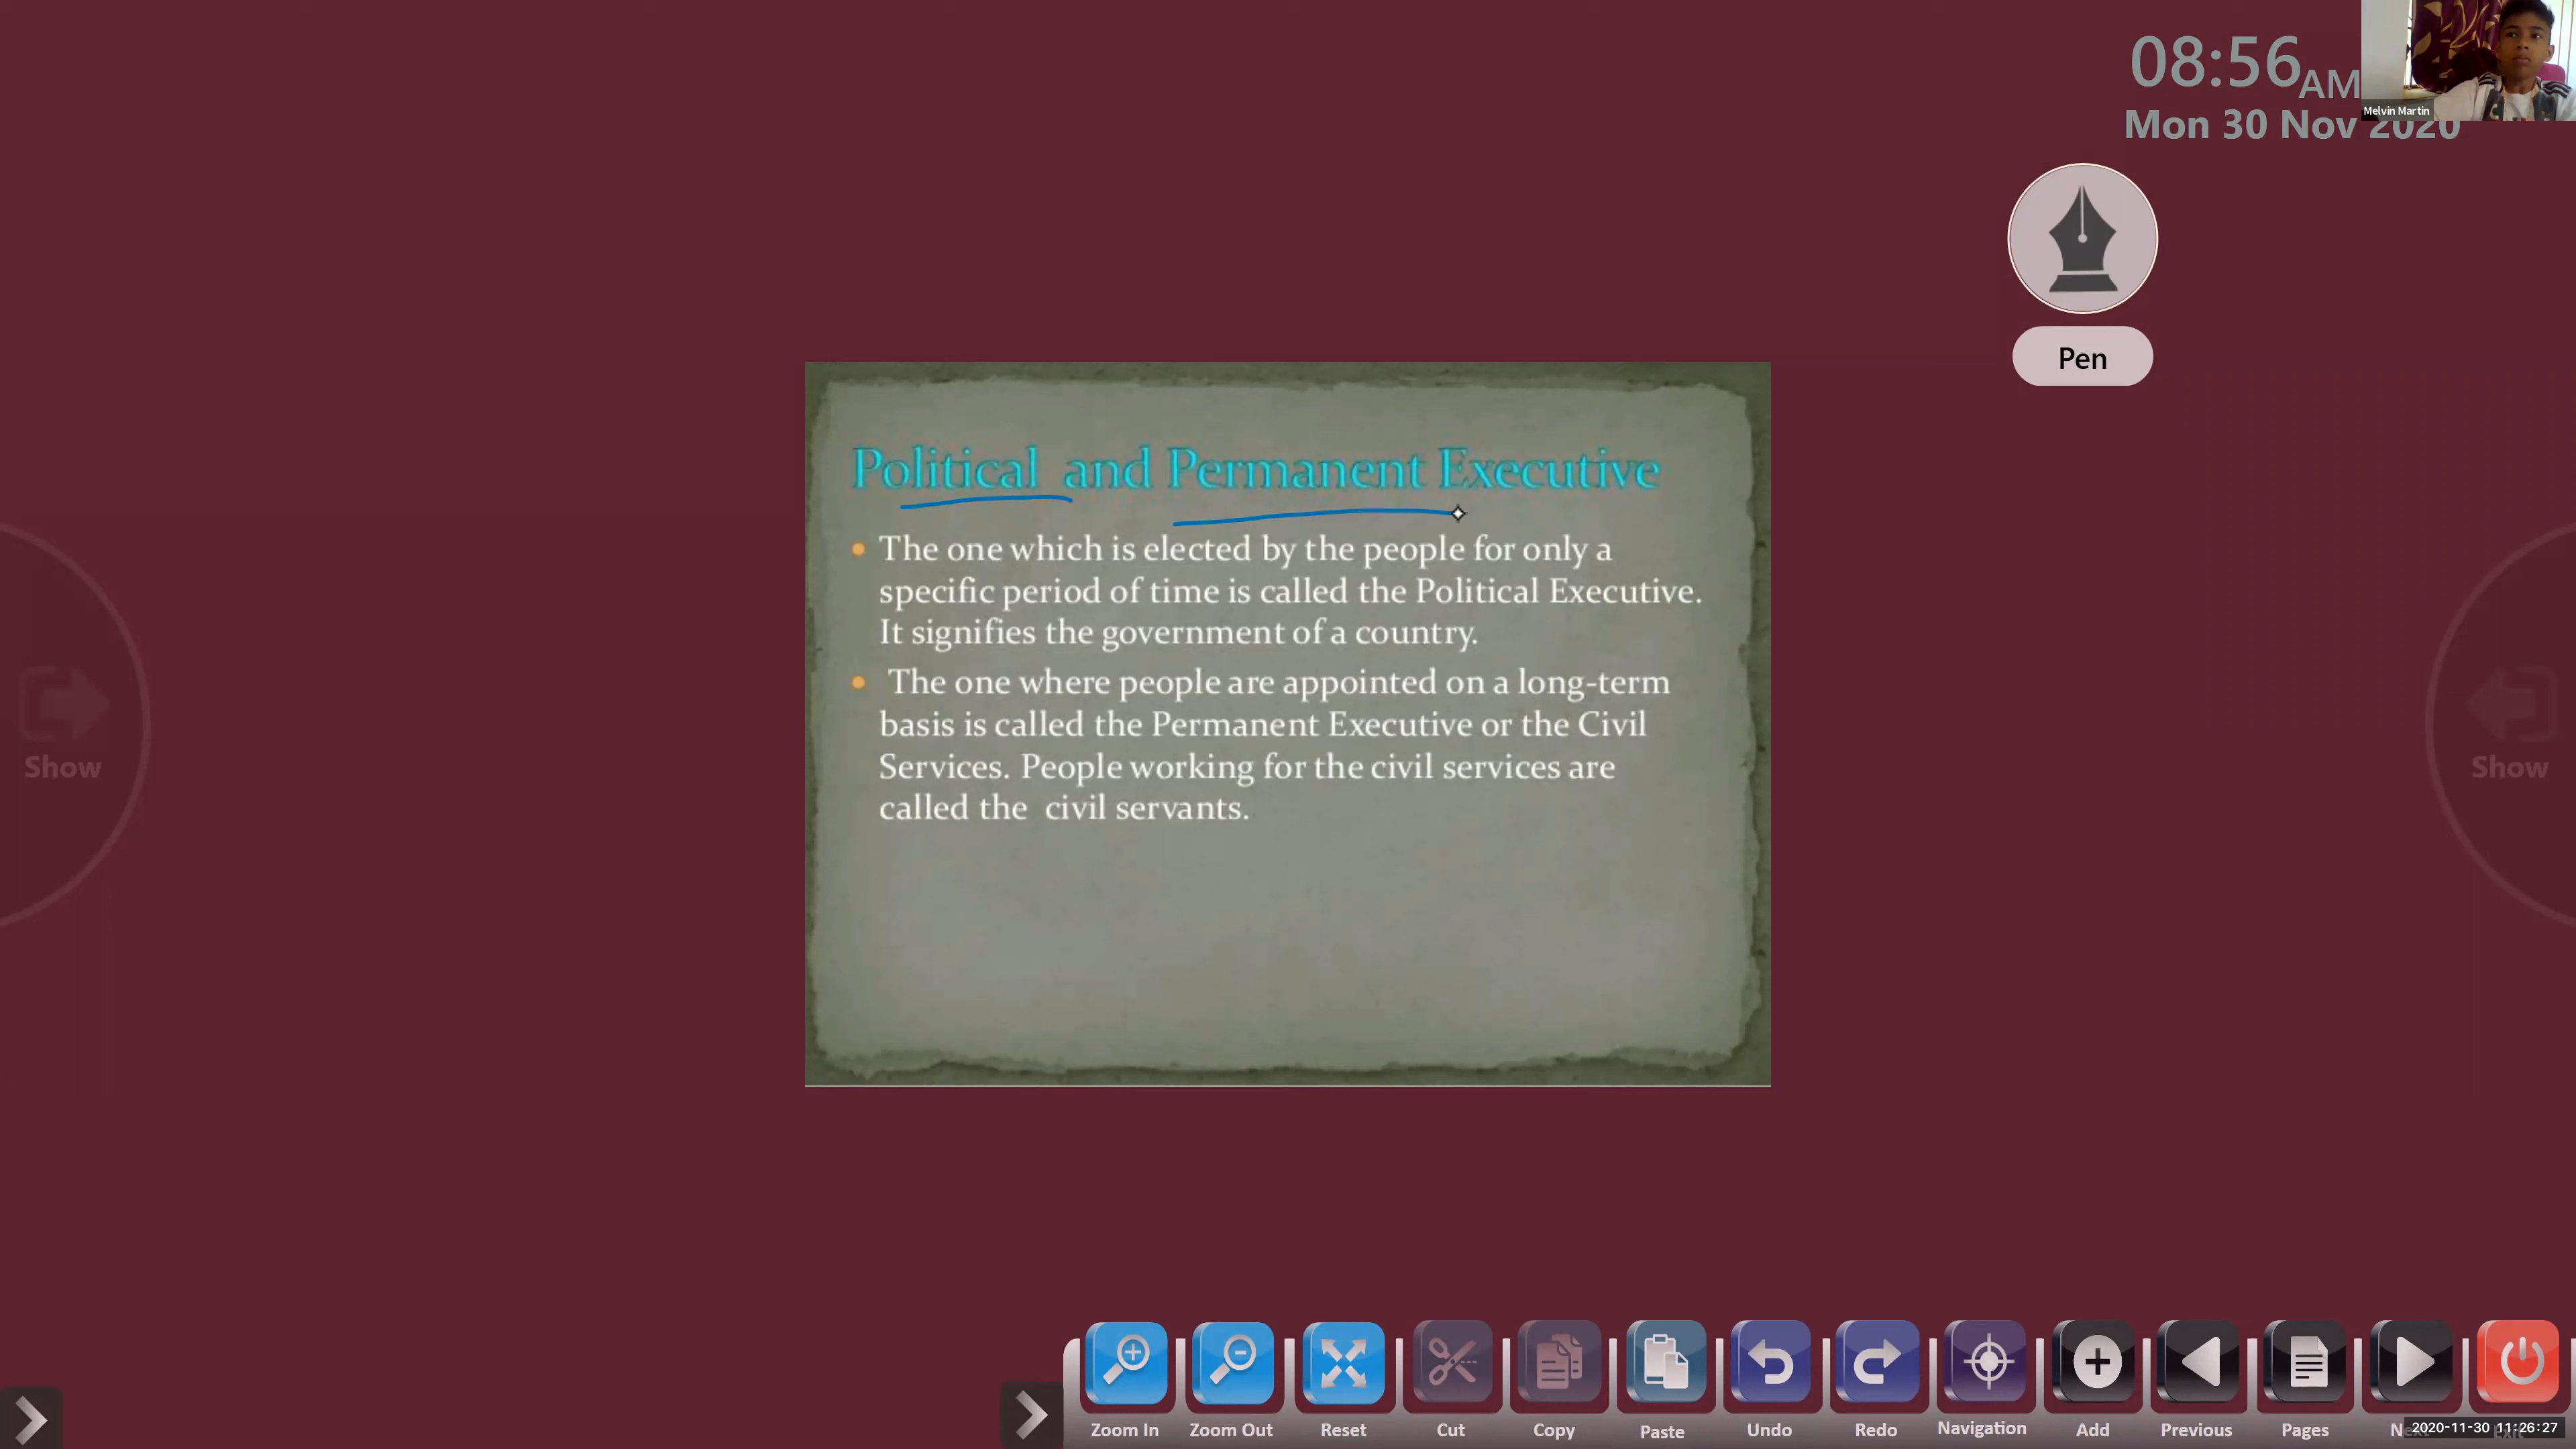 08:56 AM
Mon 30 Nov 2020
Melvin Martin
Pen
Political and Permanent Executive
• The one which is elected by the people for only a
specific period of time is called the Political Executive.
It signifies the government of a country.
• The one where people are appointed on a long-term
basis is called the Permanent Executive or the Civil
Services. People working for the civil services are
called the civil servants.
Show
Show
Zoom In Zoom Out Reset Cut Copy Paste Undo Redo Navigation Add Previous Pages
2020-11-30 11:26:27